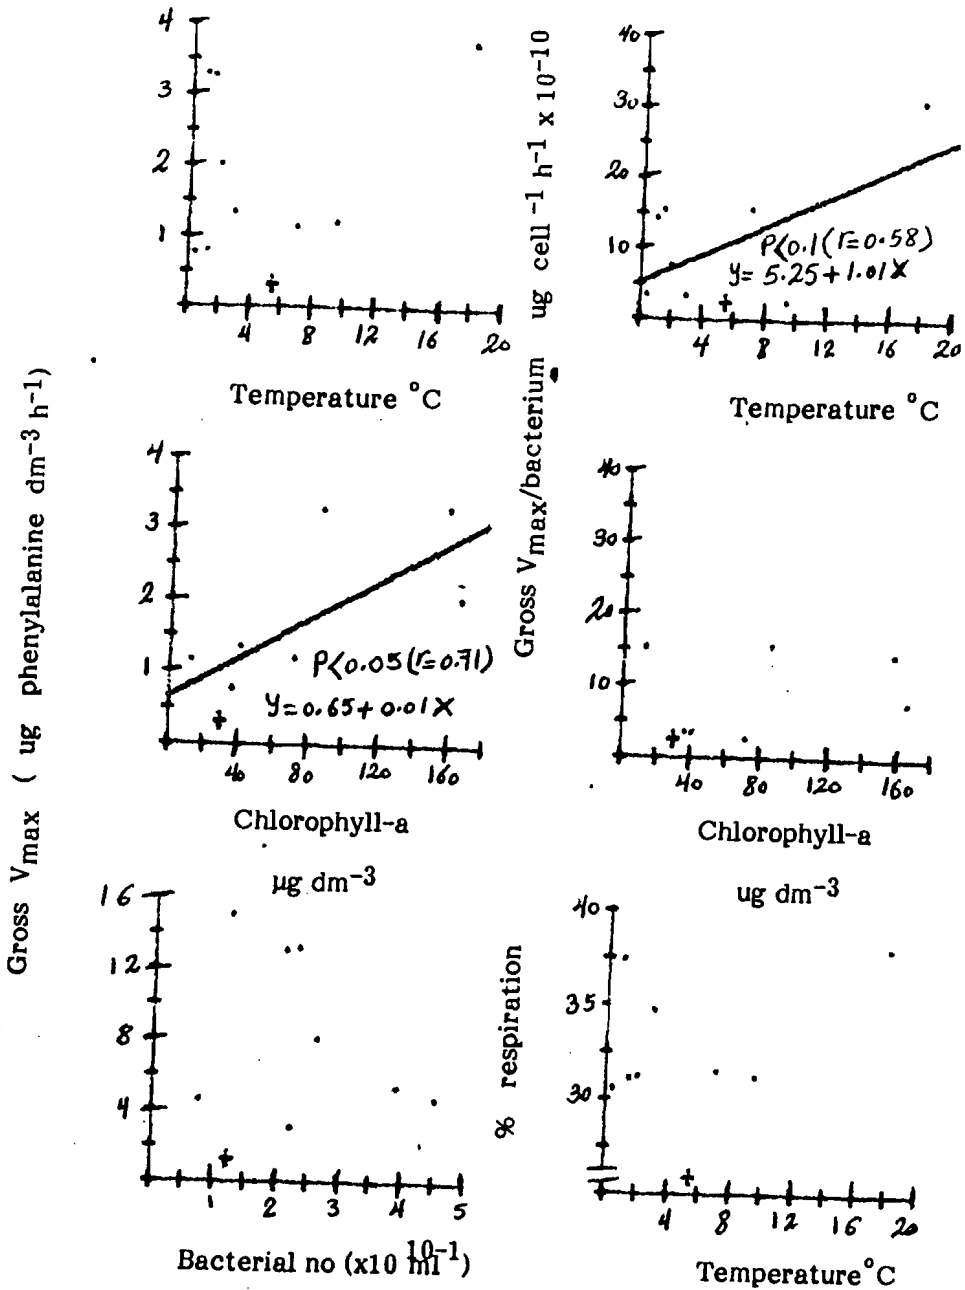 Gross Vmax ( ug phenylalanine dm-3 h-1)
4
3
2
1
4 8 12 16 20
Temperature °C
Gross Vmax/bacterium ug cell -1 h-1 x 10-10
40
30
20
10
P<0.1(r=0.58)
y= 5.25+1.01X
4 8 12 16 20
Temperature °C
4
3
2
1
P<0.05(r=0.71)
y=0.65+0.01X
40 80 120 160
Chlorophyll-a
µg dm-3
40
30
20
10
40 80 120 160
Chlorophyll-a
ug dm-3
16
12
8
4
1 2 3 4 5
Bacterial no (x10 10-1 ml-1)
% respiration
40
35
30
4 8 12 16 20
Temperature°C